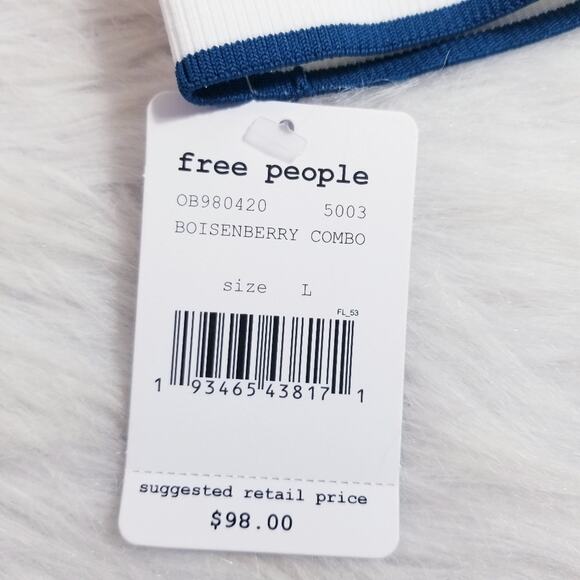 free people
OB980420 5003
BOISENBERRY COMBO
size L
FL_53
1 93465 43817 1
suggested retail price
$98.00